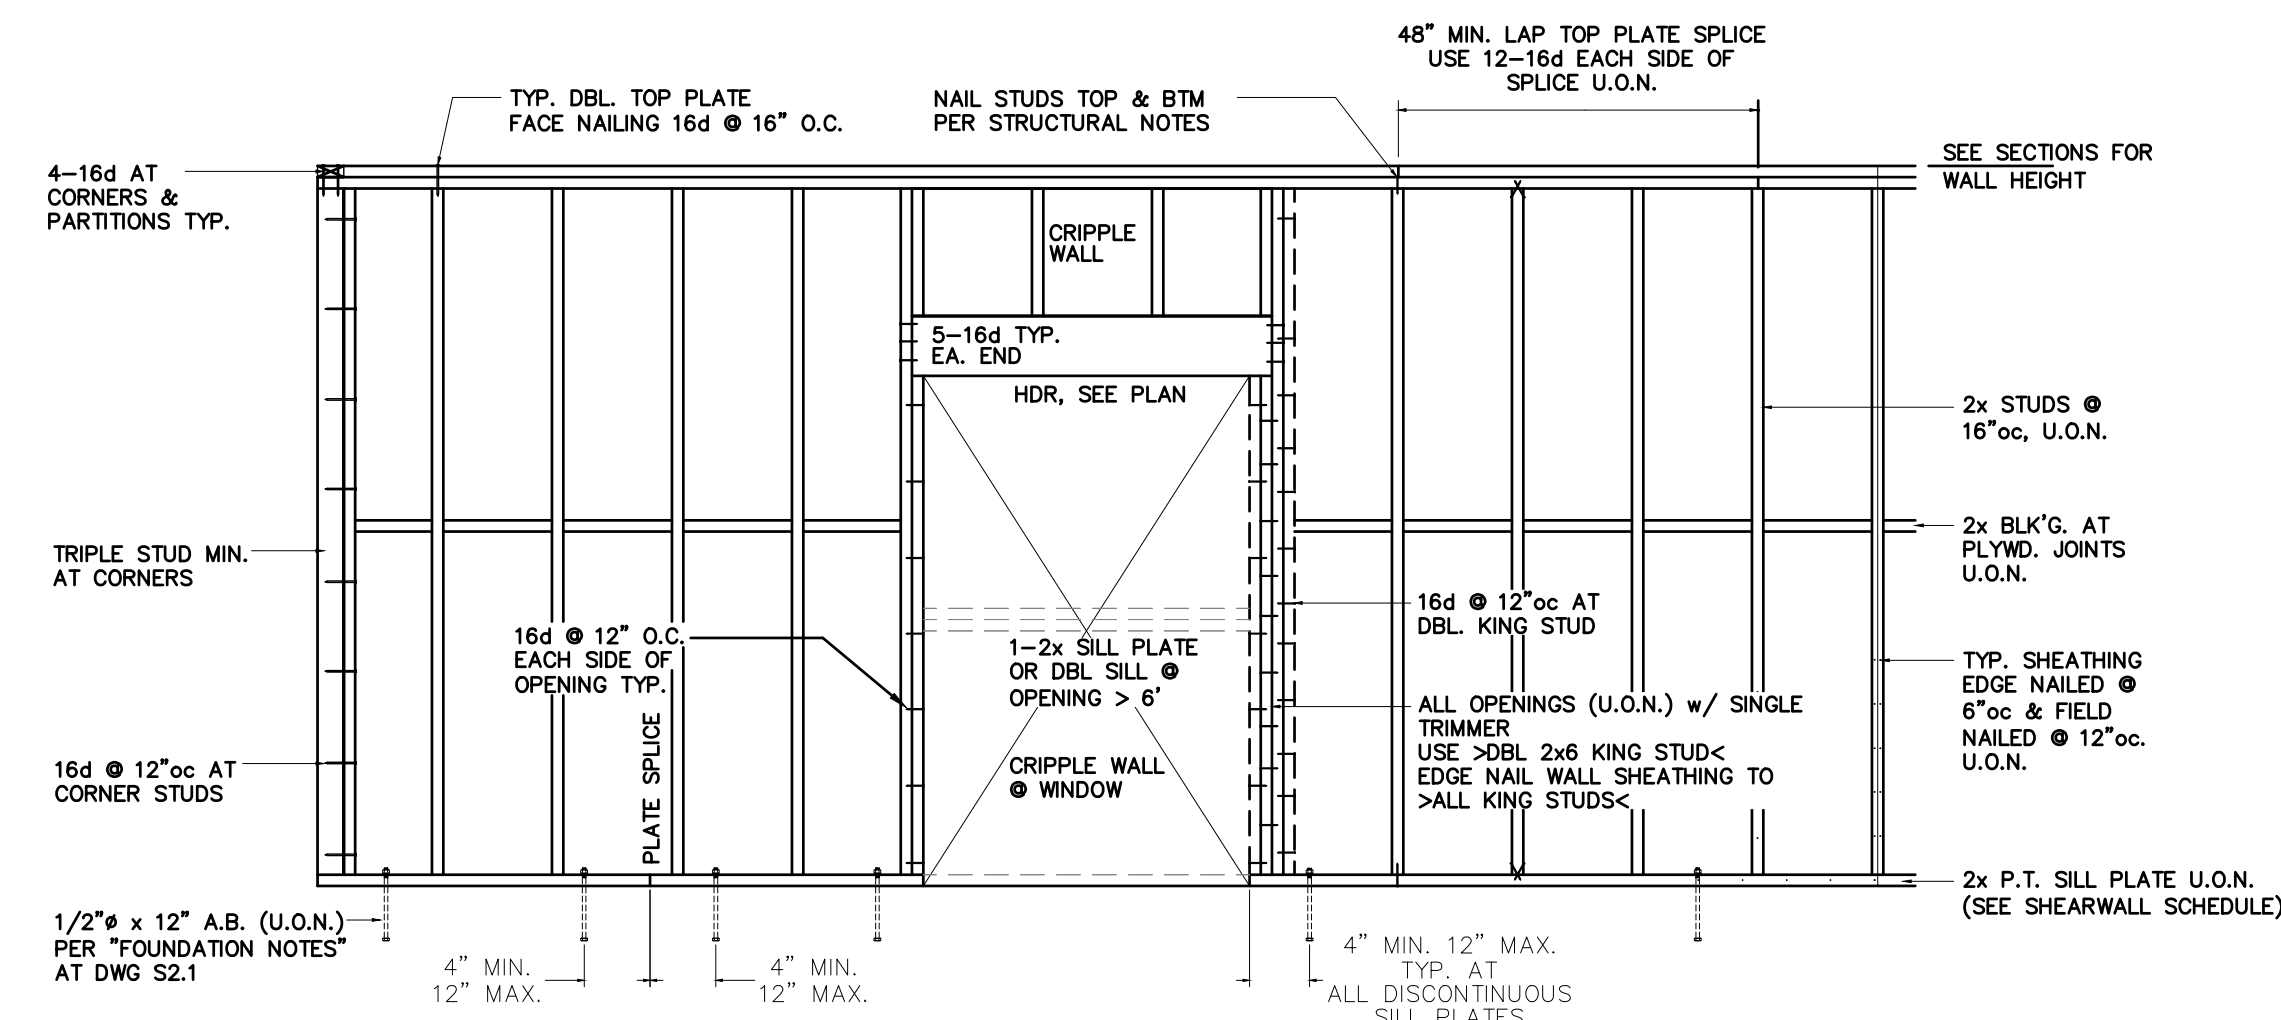 48" MIN. LAP TOP PLATE SPLICE
USE 12-16d EACH SIDE OF
SPLICE U.O.N.
TYP. DBL. TOP PLATE
FACE NAILING 16d @ 16" O.C.
NAIL STUDS TOP & BTM
PER STRUCTURAL NOTES
4-16d AT
CORNERS &
PARTITIONS TYP.
SEE SECTIONS FOR
WALL HEIGHT
CRIPPLE
WALL
5-16d TYP.
EA. END
HDR, SEE PLAN
2x STUDS @
16"oc, U.O.N.
TRIPLE STUD MIN.
AT CORNERS
2x BLK'G. AT
PLYWD. JOINTS
U.O.N.
16d @ 12" O.C.
EACH SIDE OF
OPENING TYP.
1-2x SILL PLATE
OR DBL SILL @
OPENING > 6'
16d @ 12"oc AT
DBL. KING STUD
TYP. SHEATHING
EDGE NAILED @
6"oc & FIELD
NAILED @ 12"oc.
U.O.N.
ALL OPENINGS (U.O.N.) w/ SINGLE
TRIMMER
USE >DBL 2x6 KING STUD<
EDGE NAIL WALL SHEATHING TO
>ALL KING STUDS<
PLATE SPLICE
16d @ 12"oc AT
CORNER STUDS
CRIPPLE WALL
@ WINDOW
2x P.T. SILL PLATE U.O.N.
(SEE SHEARWALL SCHEDULE)
1/2"ø x 12" A.B. (U.O.N.)
PER "FOUNDATION NOTES"
AT DWG S2.1
4" MIN.
12" MAX.
4" MIN.
12" MAX.
4" MIN. 12" MAX.
TYP. AT
ALL DISCONTINUOUS
SILL PLATES